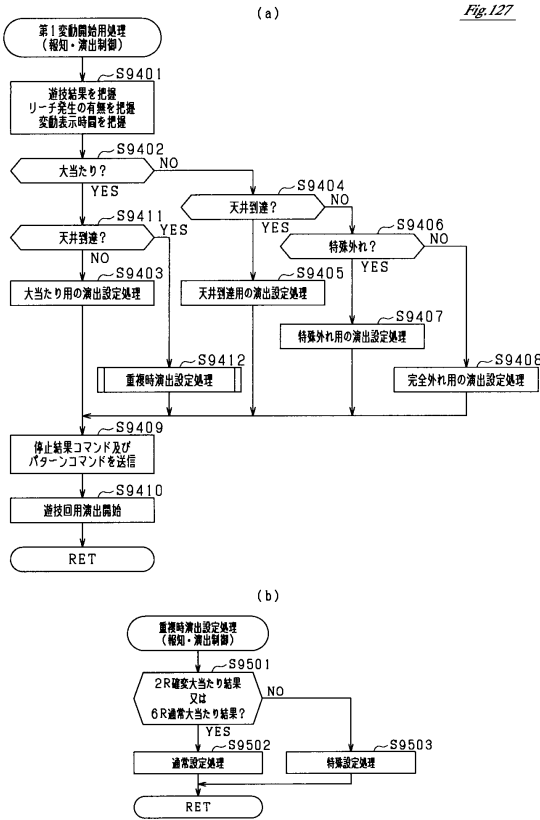 Fig.127
(a)
第1変動開始用処理
(報知・演出制御)
S9401
遊技結果を把握
リーチ発生の有無を把握
変動表示時間を把握
S9402
大当たり?
NO
YES
S9404
天井到達?
NO
YES
S9411
天井到達?
YES
NO
S9406
特殊外れ?
NO
YES
S9403
大当たり用の演出設定処理
S9405
天井到達用の演出設定処理
S9407
特殊外れ用の演出設定処理
S9412
重複時演出設定処理
S9408
完全外れ用の演出設定処理
S9409
停止結果コマンド及び
パターンコマンドを送信
S9410
遊技回用演出開始
RET
(b)
重複時演出設定処理
(報知・演出制御)
S9501
2R確変大当たり結果
又は
6R通常大当たり結果?
NO
YES
S9502
通常設定処理
S9503
特殊設定処理
RET